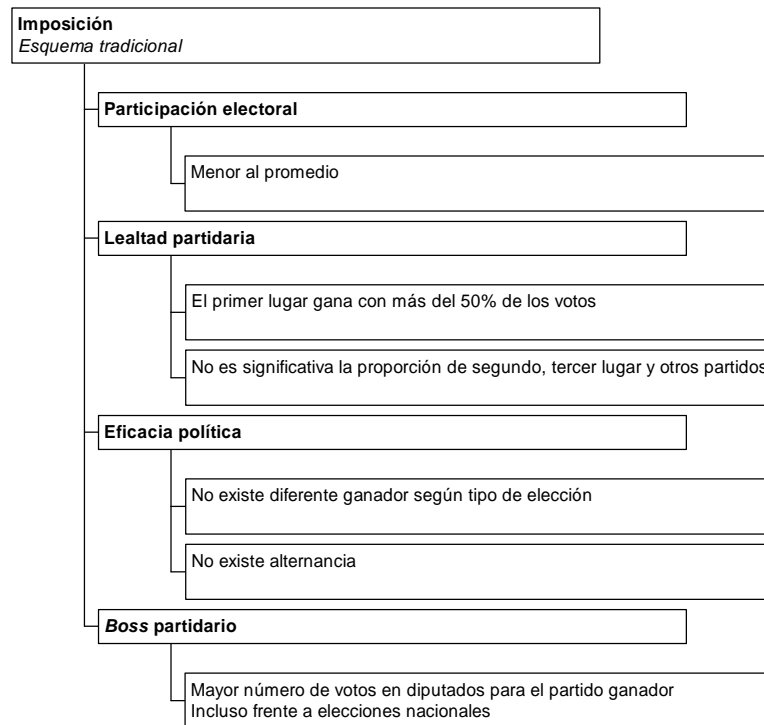 Imposición
Esquema tradicional
Participación electoral
Menor al promedio
Lealtad partidaria
El primer lugar gana con más del 50% de los votos
No es significativa la proporción de segundo, tercer lugar y otros partidos
Eficacia política
No existe diferente ganador según tipo de elección
No existe alternancia
Boss partidario
Mayor número de votos en diputados para el partido ganador
Incluso frente a elecciones nacionales